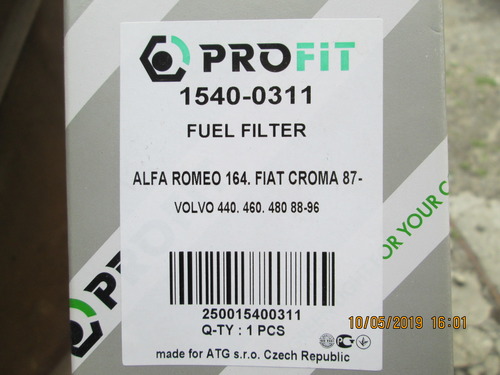 PROFIT
1540-0311
FUEL FILTER
ALFA ROMEO 164. FIAT CROMA 87-
VOLVO 440. 460. 480 88-96
250015400311
Q-TY : 1 PCS
made for ATG s.r.o. Czech Republic
OR YOUR C
10/05/2019 16:01